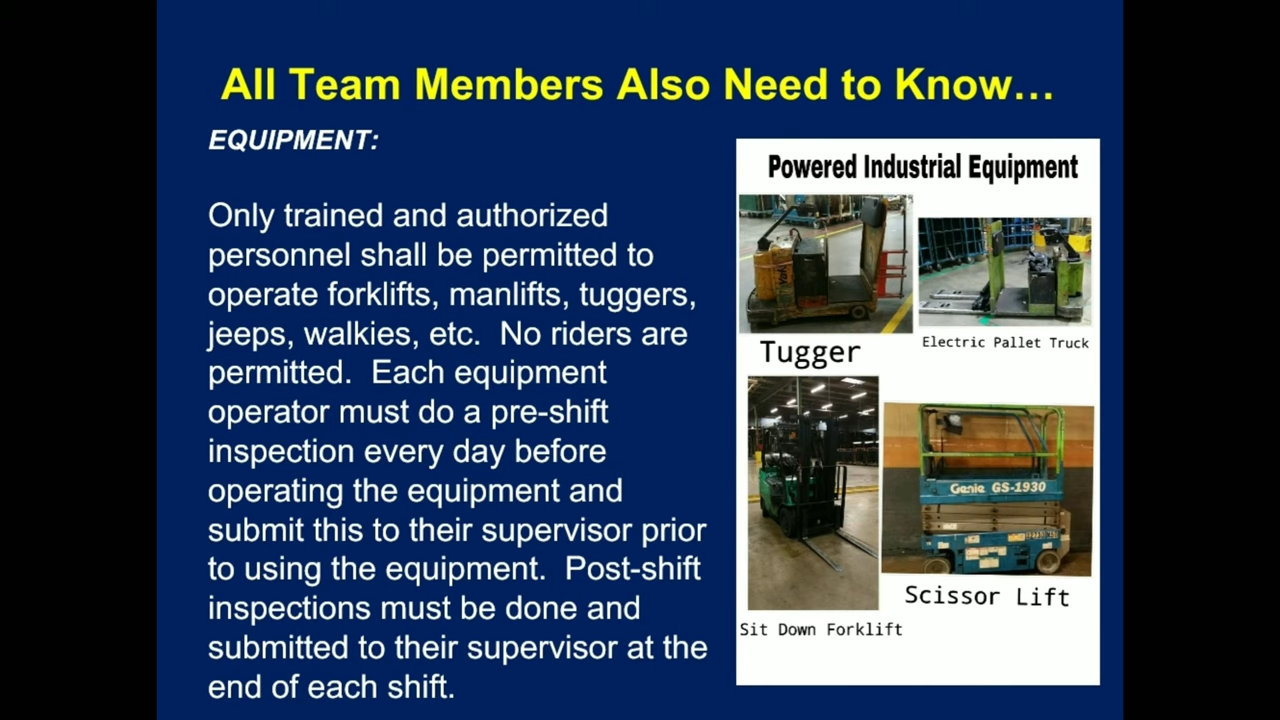 All Team Members Also Need to Know…
EQUIPMENT:
Only trained and authorized
personnel shall be permitted to
operate forklifts, manlifts, tuggers,
jeeps, walkies, etc.  No riders are
permitted.  Each equipment
operator must do a pre-shift
inspection every day before
operating the equipment and
submit this to their supervisor prior
to using the equipment.  Post-shift
inspections must be done and
submitted to their supervisor at the
end of each shift.
Powered Industrial Equipment
Tugger
Electric Pallet Truck
Genie GS-1930
Sit Down Forklift
Scissor Lift